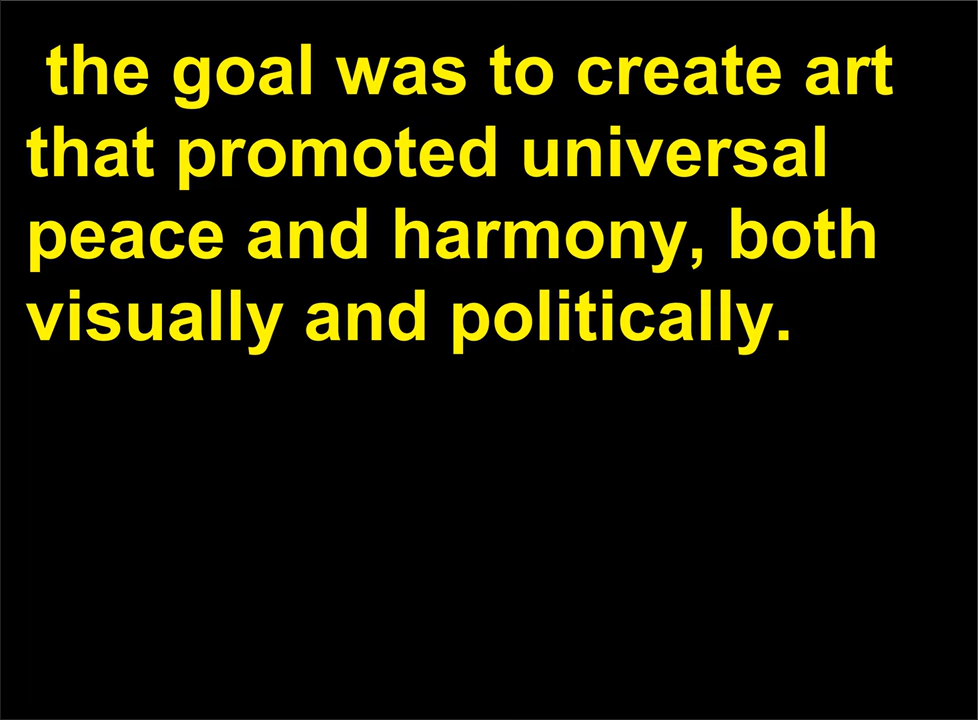 the goal was to create art
that promoted universal
peace and harmony, both
visually and politically.